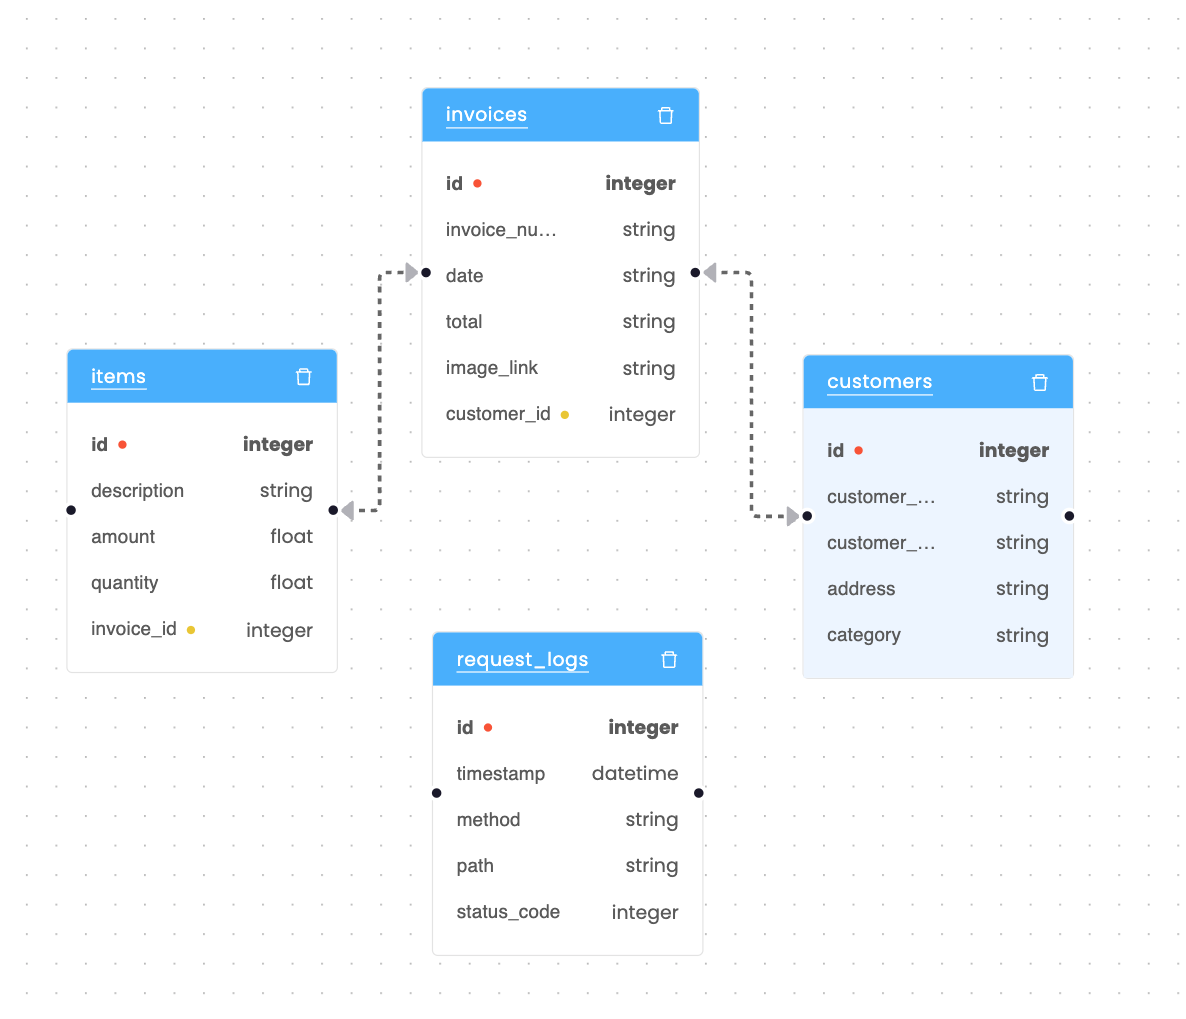 invoices
id integer
invoice_nu... string
date string
total string
image_link string
customer_id integer
items
id integer
description string
amount float
quantity float
invoice_id integer
customers
id integer
customer_... string
customer_... string
address string
category string
request_logs
id integer
timestamp datetime
method string
path string
status_code integer